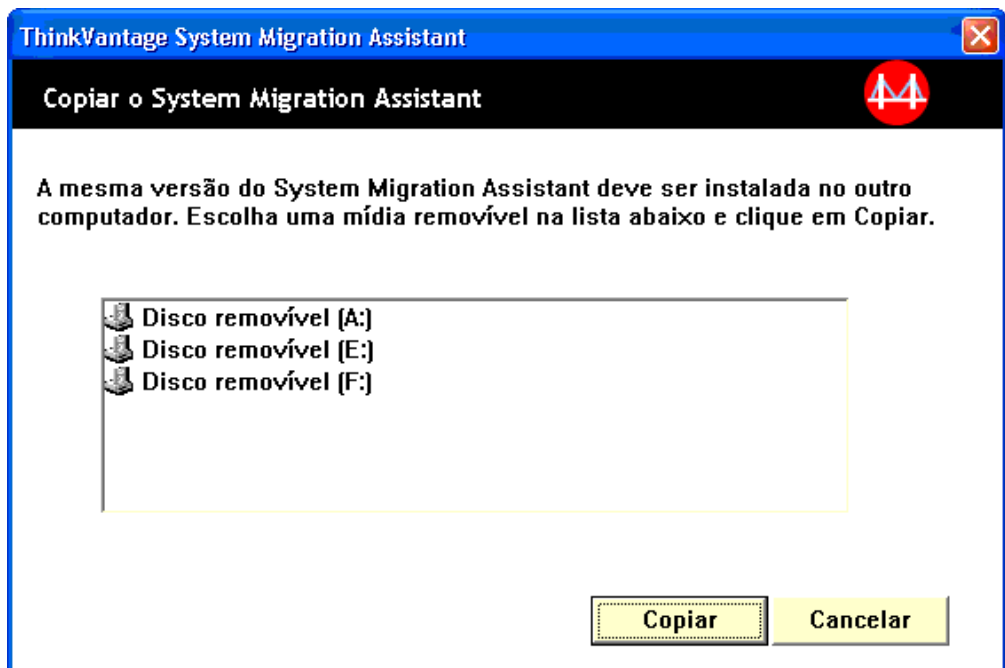 ThinkVantage System Migration Assistant
Copiar o System Migration Assistant
A mesma versão do System Migration Assistant deve ser instalada no outro
computador. Escolha uma mídia removível na lista abaixo e clique em Copiar.
Disco removível (A:)
Disco removível (E:)
Disco removível (F:)
Copiar
Cancelar